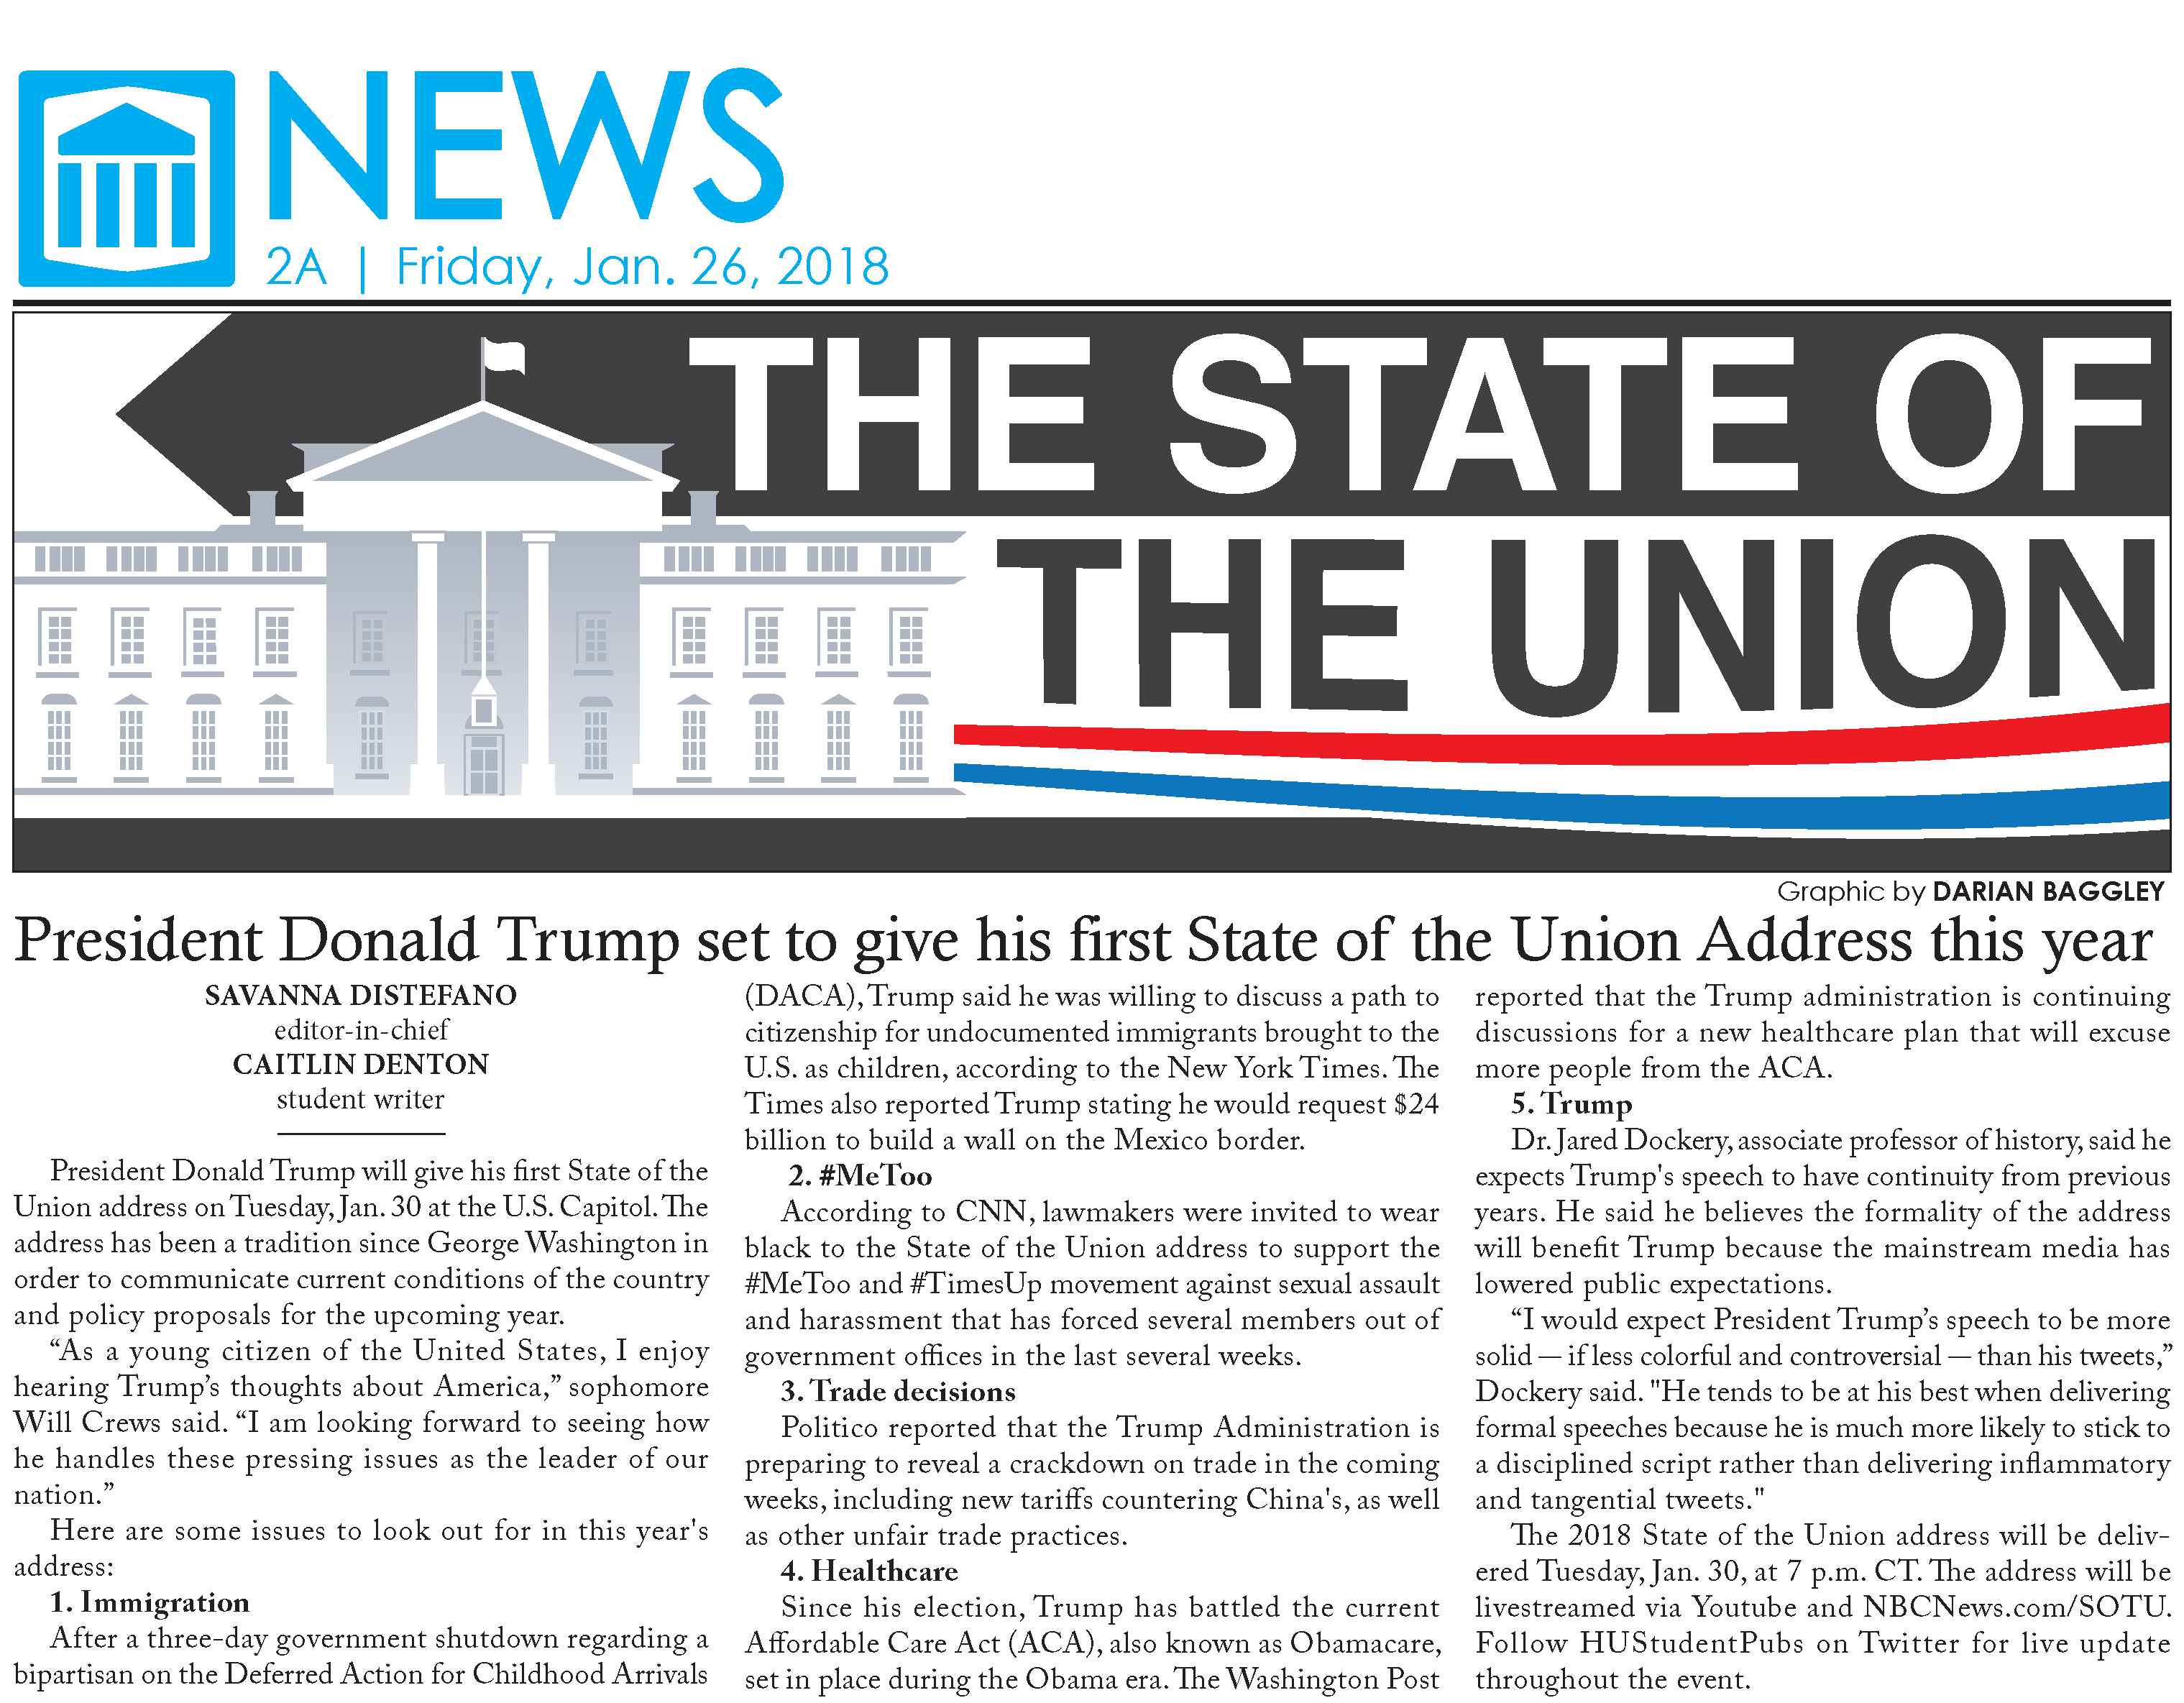 NEWS
2A | Friday, Jan. 26, 2018
THE STATE OF
THE UNION
Graphic by DARIAN BAGGLEY
President Donald Trump set to give his first State of the Union Address this year
SAVANNA DISTEFANO
editor-in-chief
CAITLIN DENTON
student writer
President Donald Trump will give his first State of the
Union address on Tuesday, Jan. 30 at the U.S. Capitol. The
address has been a tradition since George Washington in
order to communicate current conditions of the country
and policy proposals for the upcoming year.
“As a young citizen of the United States, I enjoy
hearing Trump’s thoughts about America,” sophomore
Will Crews said. “I am looking forward to seeing how
he handles these pressing issues as the leader of our
nation.”
Here are some issues to look out for in this year's
address:
1. Immigration
After a three-day government shutdown regarding a
bipartisan on the Deferred Action for Childhood Arrivals
(DACA), Trump said he was willing to discuss a path to
citizenship for undocumented immigrants brought to the
U.S. as children, according to the New York Times. The
Times also reported Trump stating he would request $24
billion to build a wall on the Mexico border.
2. #MeToo
According to CNN, lawmakers were invited to wear
black to the State of the Union address to support the
#MeToo and #TimesUp movement against sexual assault
and harassment that has forced several members out of
government offices in the last several weeks.
3. Trade decisions
Politico reported that the Trump Administration is
preparing to reveal a crackdown on trade in the coming
weeks, including new tariffs countering China's, as well
as other unfair trade practices.
4. Healthcare
Since his election, Trump has battled the current
Affordable Care Act (ACA), also known as Obamacare,
set in place during the Obama era. The Washington Post
reported that the Trump administration is continuing
discussions for a new healthcare plan that will excuse
more people from the ACA.
5. Trump
Dr. Jared Dockery, associate professor of history, said he
expects Trump's speech to have continuity from previous
years. He said he believes the formality of the address
will benefit Trump because the mainstream media has
lowered public expectations.
“I would expect President Trump’s speech to be more
solid — if less colorful and controversial — than his tweets,”
Dockery said. "He tends to be at his best when delivering
formal speeches because he is much more likely to stick to
a disciplined script rather than delivering inflammatory
and tangential tweets."
The 2018 State of the Union address will be deliv-
ered Tuesday, Jan. 30, at 7 p.m. CT. The address will be
livestreamed via Youtube and NBCNews.com/SOTU.
Follow HUStudentPubs on Twitter for live update
throughout the event.